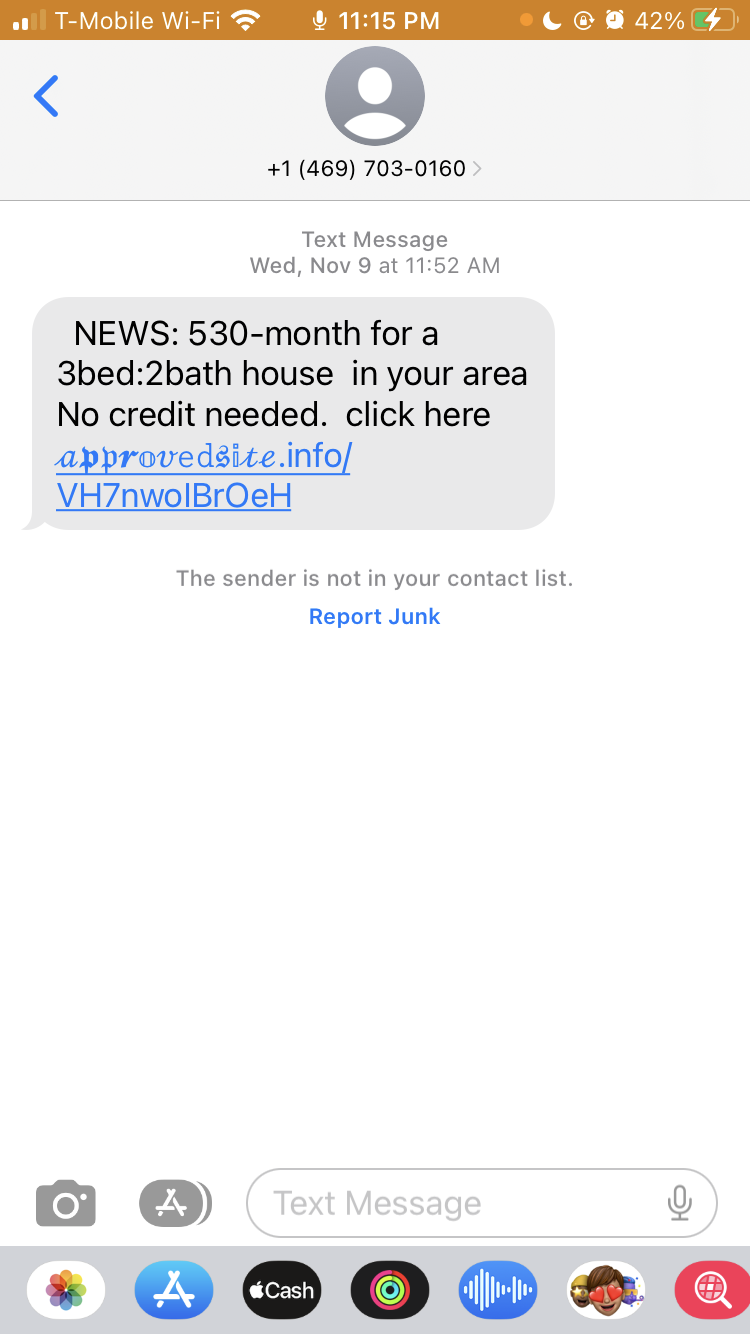 T-Mobile Wi-Fi 11:15 PM 42%
+1 (469) 703-0160
Text Message
Wed, Nov 9 at 11:52 AM
NEWS: 530-month for a
3bed:2bath house  in your area
No credit needed.  click here
𝒶𝖕𝔭𝒓𝕠𝓋𝖾𝖽𝖘𝕚𝓉𝑒.info/
VH7nwoIBrOeH
The sender is not in your contact list.
Report Junk
Text Message
Cash